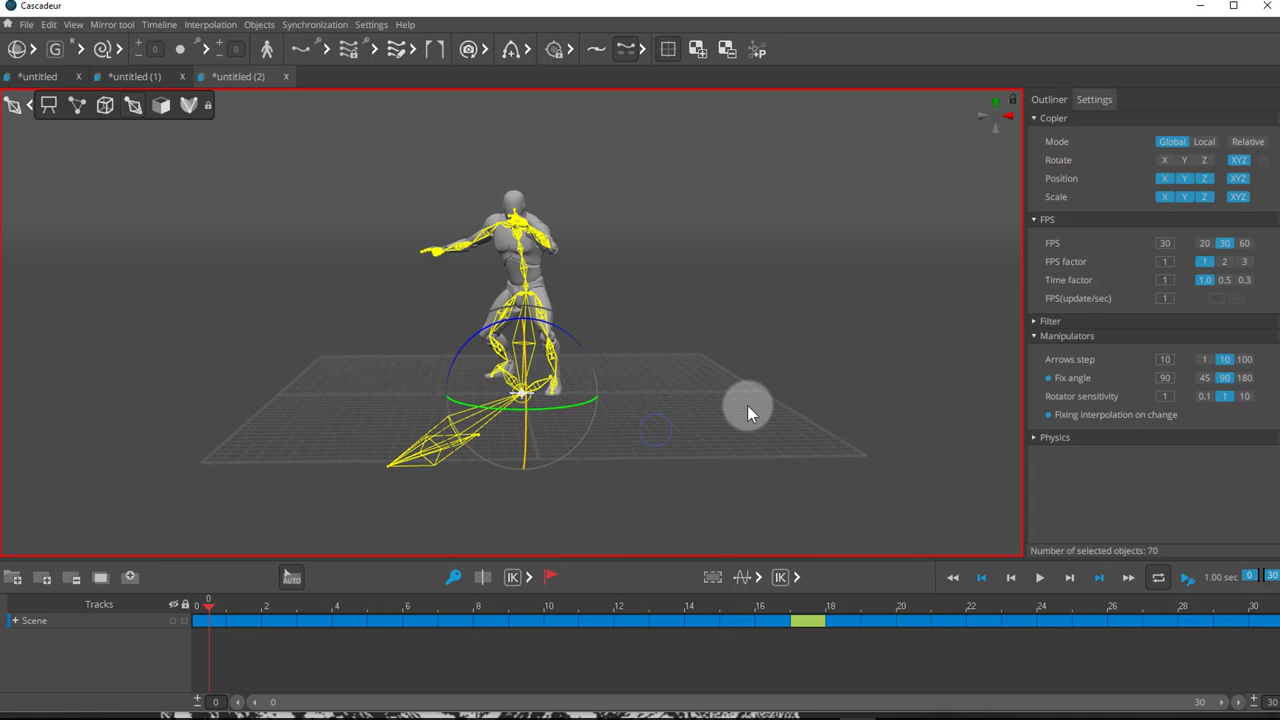 Cascadeur
File Edit View Mirror tool Timeline Interpolation Objects Synchronization Settings Help
G R 0 0 +P
*untitled x *untitled (1) x *untitled (2) x
Outliner Settings
Copier
Mode Global Local Relative
Rotate X Y Z XYZ
Position X Y Z XYZ
Scale X Y Z XYZ
FPS
FPS 30 20 30 60
FPS factor 1 1 2 3
Time factor 1 1.0 0.5 0.3
FPS(update/sec) 1
Filter
Manipulators
Arrows step 10 1 10 100
Fix angle 90 45 90 180
Rotator sensitivity 1 0.1 1 10
Fixing interpolation on change
Physics
Number of selected objects: 70
AUTO IK IK 1.00 sec 0 30
Tracks 0
0 2 4 6 8 10 12 14 16 18 20 22 24 26 28 30
+ Scene
0 0 30 30